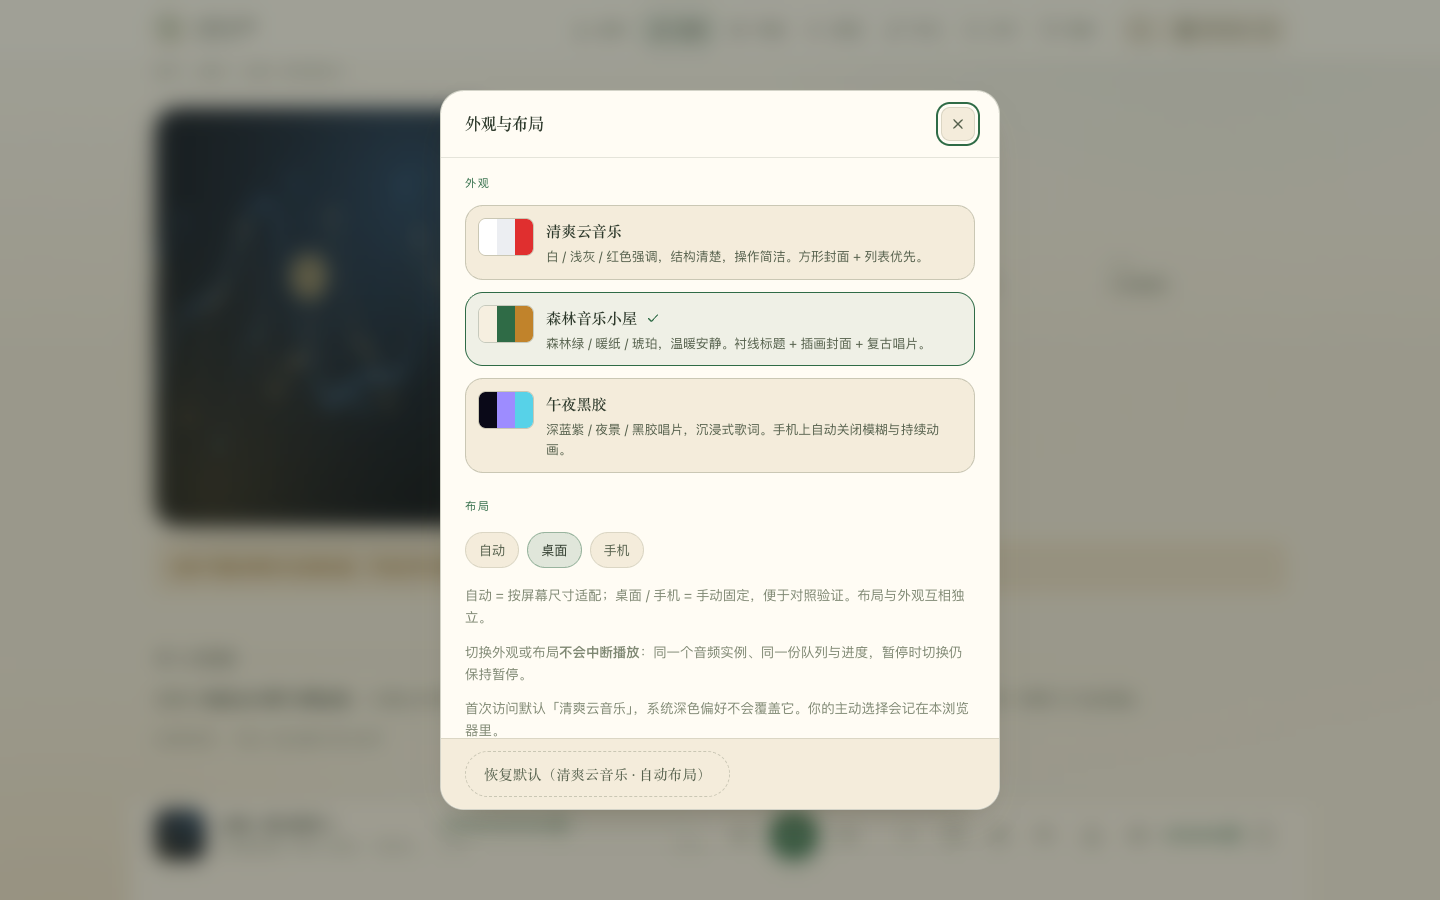 外观与布局
外观
清爽云音乐
白 / 浅灰 / 红色强调，结构清楚，操作简洁。方形封面 + 列表优先。
森林音乐小屋
森林绿 / 暖纸 / 琥珀，温暖安静。衬线标题 + 插画封面 + 复古唱片。
午夜黑胶
深蓝紫 / 夜景 / 黑胶唱片，沉浸式歌词。手机上自动关闭模糊与持续动
画。
布局
自动 桌面 手机
自动 = 按屏幕尺寸适配；桌面 / 手机 = 手动固定，便于对照验证。布局与外观互相独
立。
切换外观或布局不会中断播放：同一个音频实例、同一份队列与进度，暂停时切换仍
保持暂停。
首次访问默认「清爽云音乐」，系统深色偏好不会覆盖它。你的主动选择会记在本浏览
器里。
恢复默认（清爽云音乐 · 自动布局）